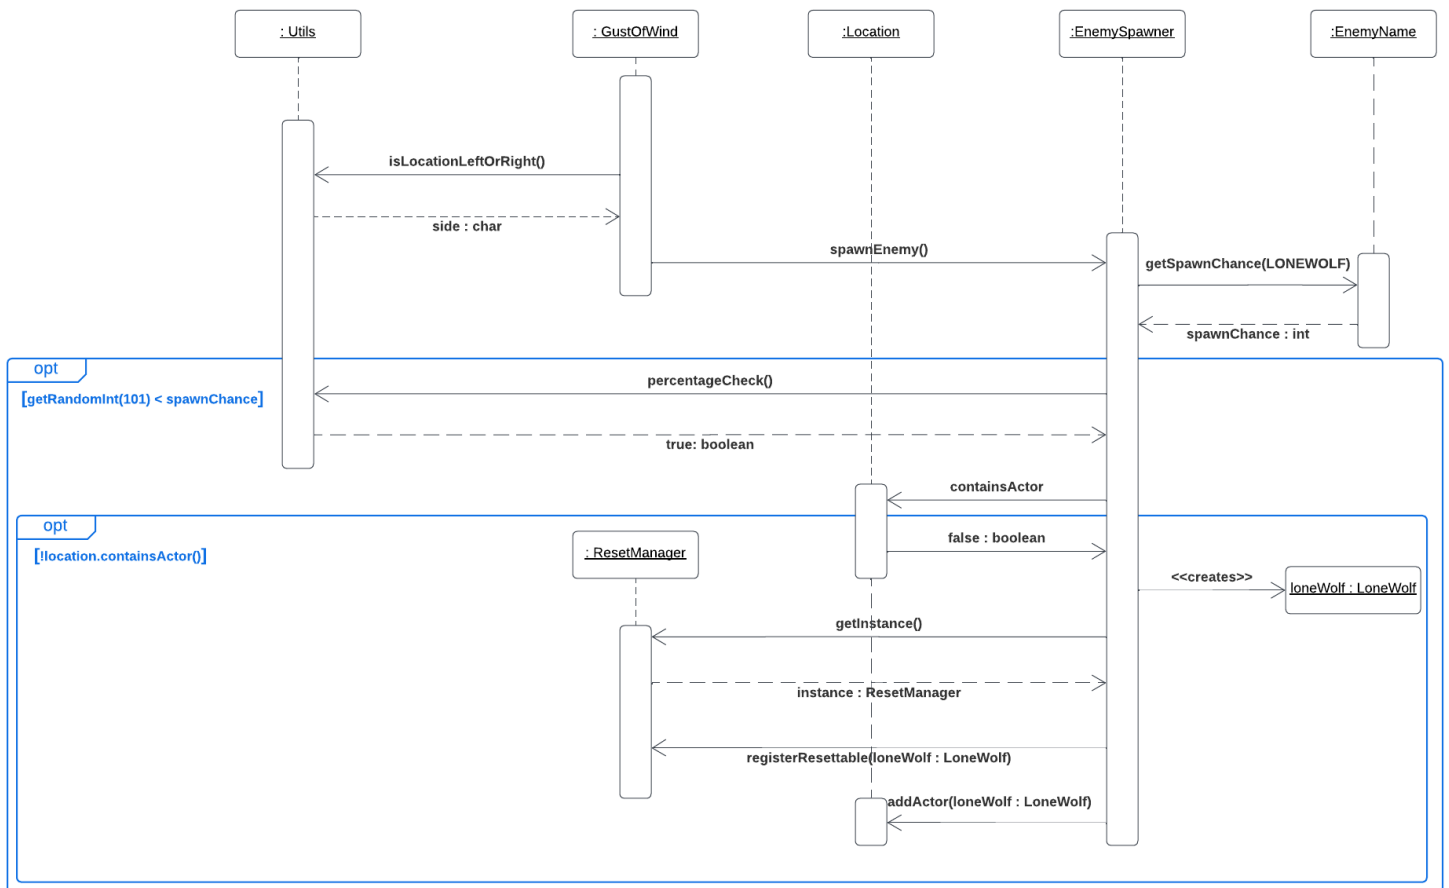 : Utils
: GustOfWind
:Location
:EnemySpawner
:EnemyName
isLocationLeftOrRight()
side : char
spawnEnemy()
getSpawnChance(LONEWOLF)
spawnChance : int
opt
[getRandomInt(101) < spawnChance]
percentageCheck()
true: boolean
containsActor
opt
[!location.containsActor()]
: ResetManager
false : boolean
<<creates>>
loneWolf : LoneWolf
getInstance()
instance : ResetManager
registerResettable(loneWolf : LoneWolf)
addActor(loneWolf : LoneWolf)